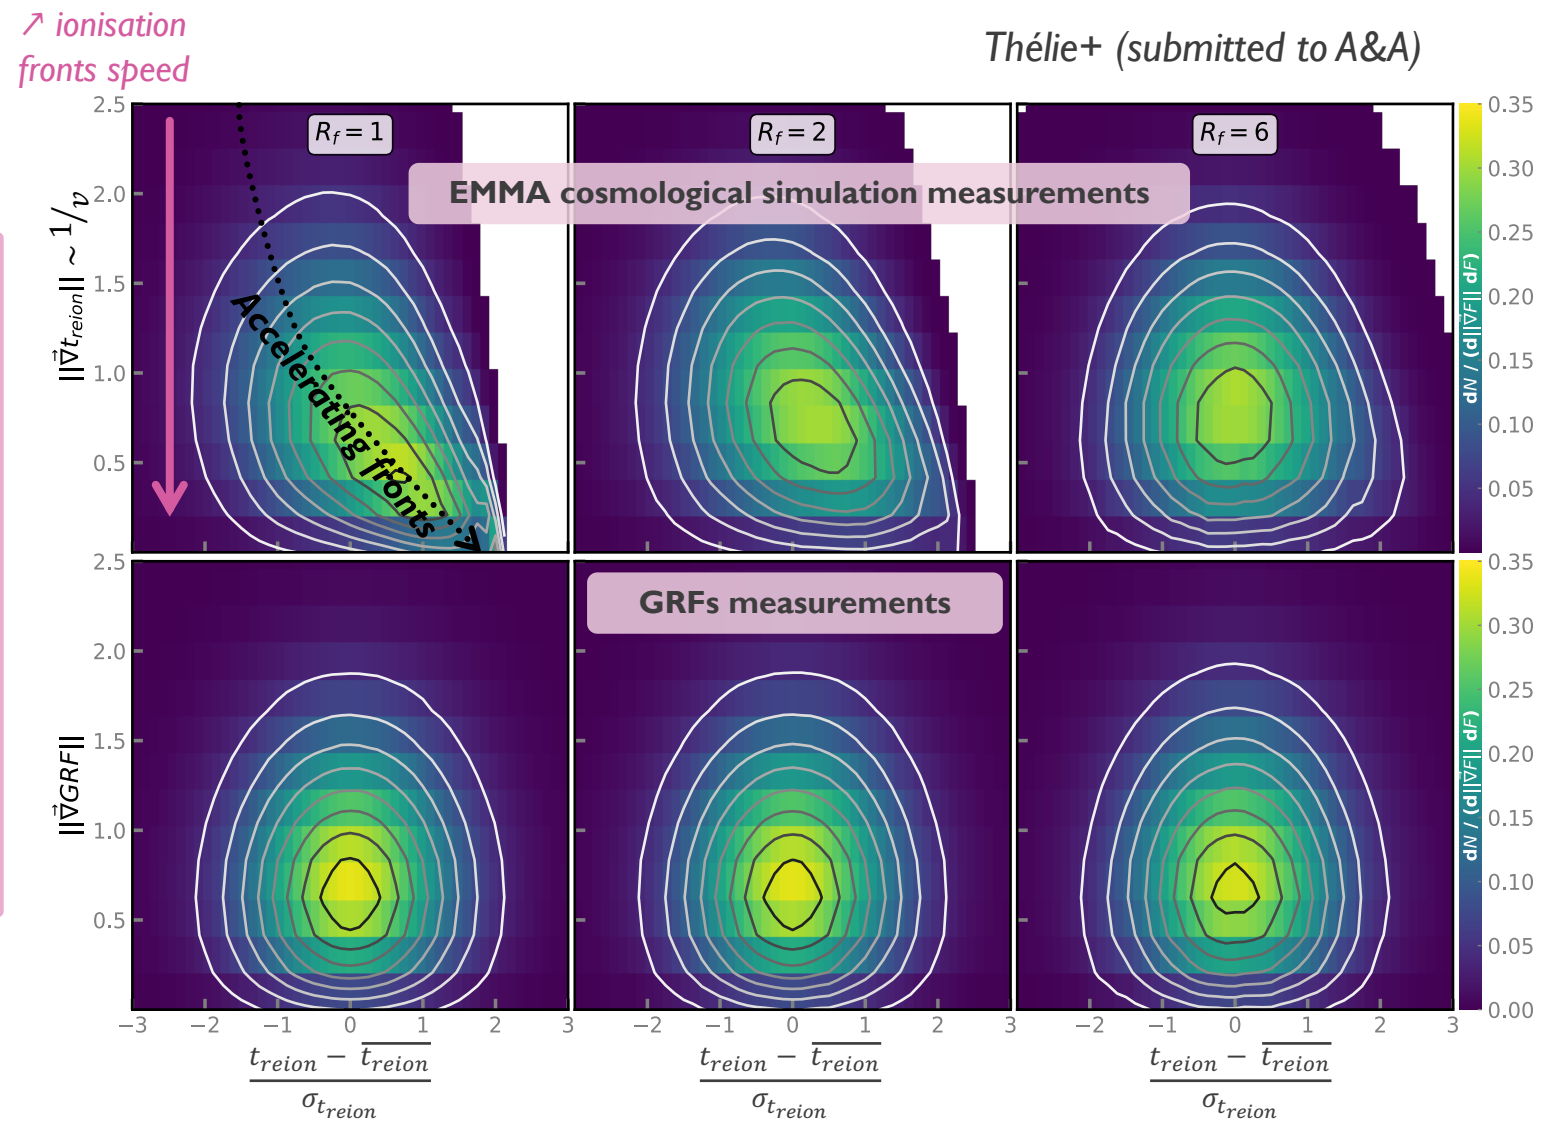 ↗ ionisation
fronts speed
Thélie+ (submitted to A&A)
R_f = 1
R_f = 2
R_f = 6
EMMA cosmological simulation measurements
Accelerating fronts
||∇⃗t_reion|| ~ 1/v
2.5
2.0
1.5
1.0
0.5
0.35
0.30
0.25
0.20
0.15
0.10
0.05
dN / (d||∇⃗F|| dF)
GRFs measurements
||∇⃗GRF||
2.5
2.0
1.5
1.0
0.5
0.35
0.30
0.25
0.20
0.15
0.10
0.05
0.00
dN / (d||∇⃗F|| dF)
−3 −2 −1 0 1 2 3 −2 −1 0 1 2 3 −2 −1 0 1 2 3
t_reion − t̅_reion t_reion − t̅_reion t_reion − t̅_reion
σ_t_reion σ_t_reion σ_t_reion